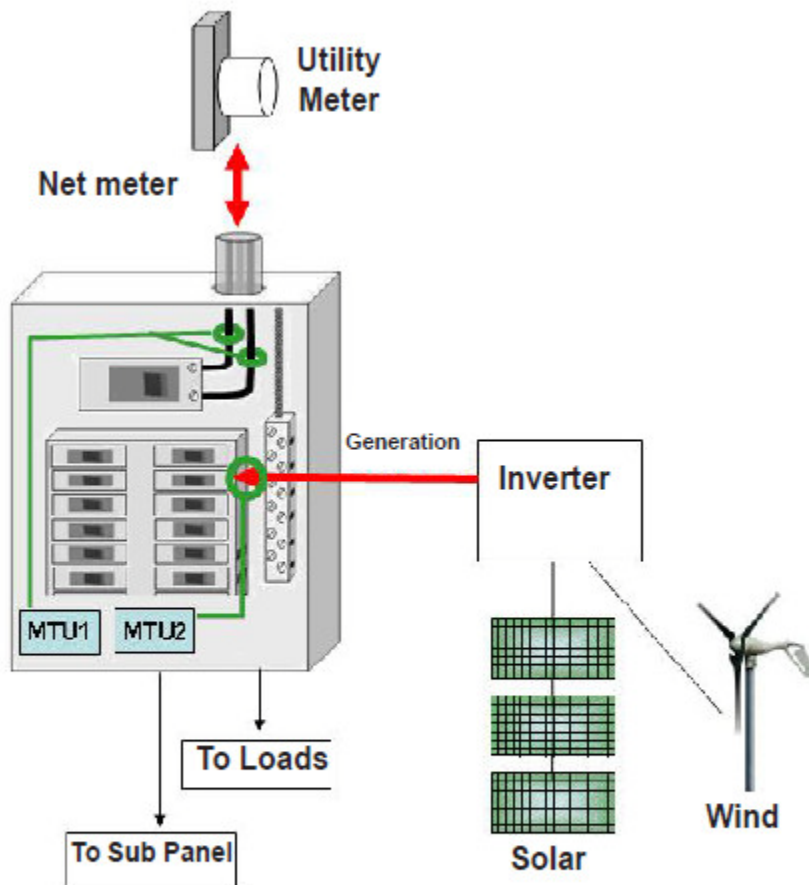 Utility
Meter
Net meter
Generation
Inverter
MTU1
MTU2
To Loads
To Sub Panel
Solar
Wind